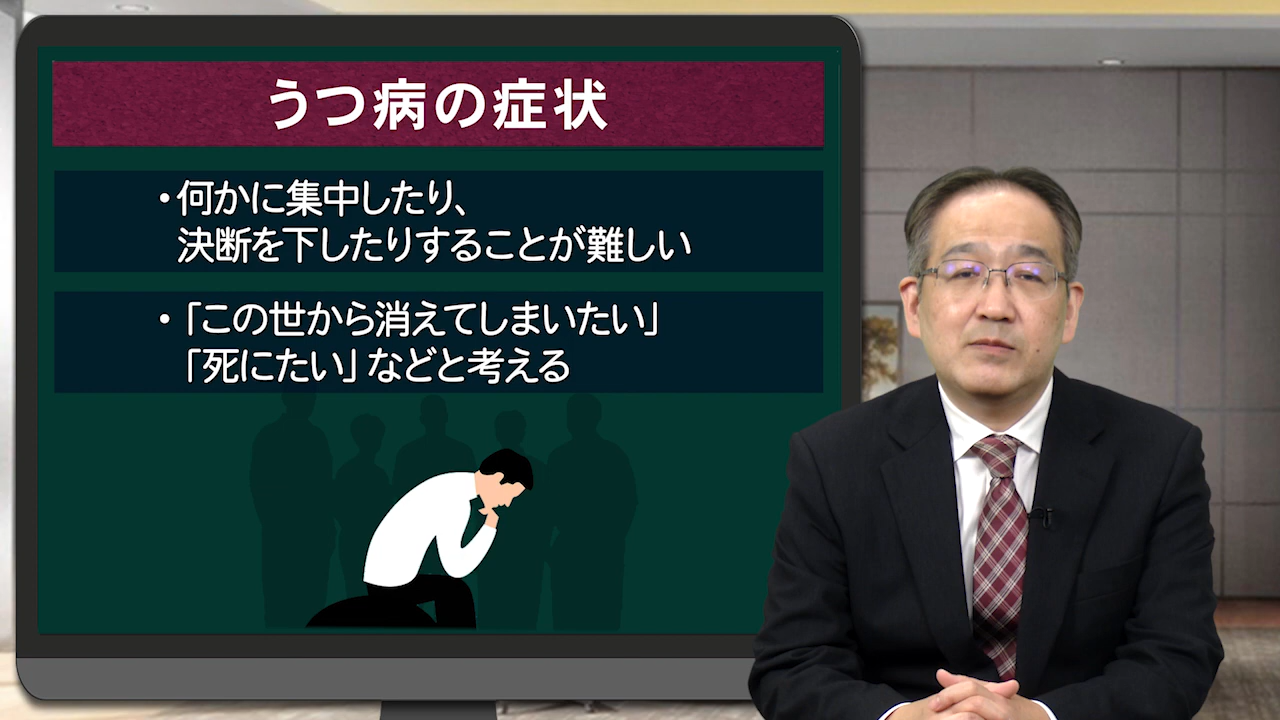 うつ病の症状
・何かに集中したり、
決断を下したりすることが難しい
・「この世から消えてしまいたい」
「死にたい」などと考える